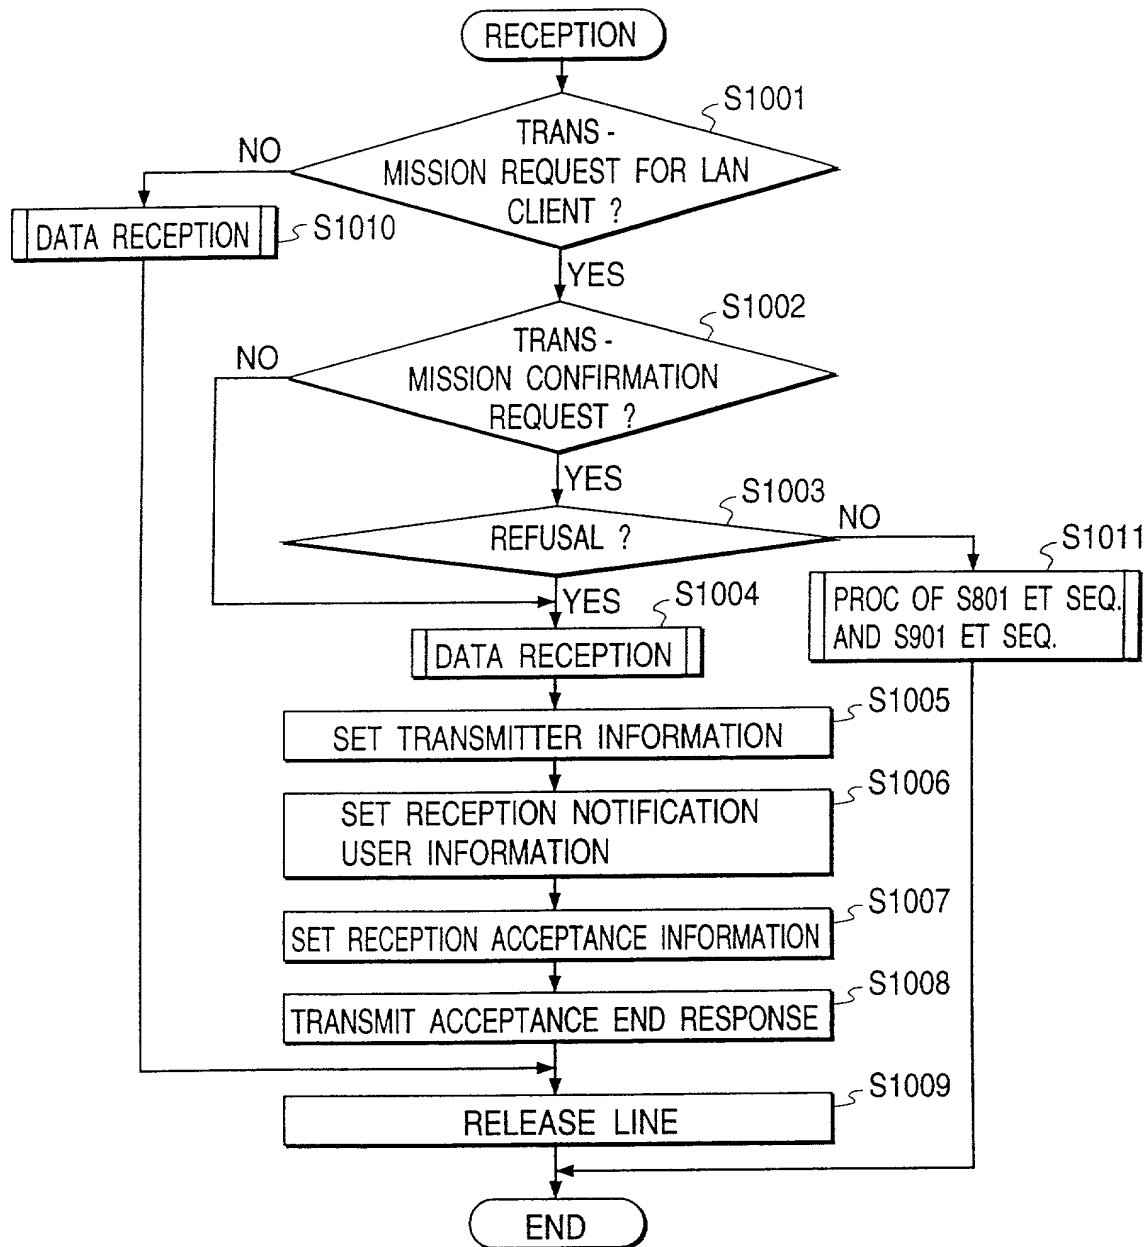 RECEPTION
S1001
TRANS -
MISSION REQUEST FOR LAN
CLIENT ?
NO
DATA RECEPTION
S1010
YES
S1002
TRANS -
MISSION CONFIRMATION
REQUEST ?
NO
YES
S1003
REFUSAL ?
NO
S1011
PROC OF S801 ET SEQ.
AND S901 ET SEQ.
YES
S1004
DATA RECEPTION
S1005
SET TRANSMITTER INFORMATION
S1006
SET RECEPTION NOTIFICATION
USER INFORMATION
S1007
SET RECEPTION ACCEPTANCE INFORMATION
S1008
TRANSMIT ACCEPTANCE END RESPONSE
S1009
RELEASE LINE
END